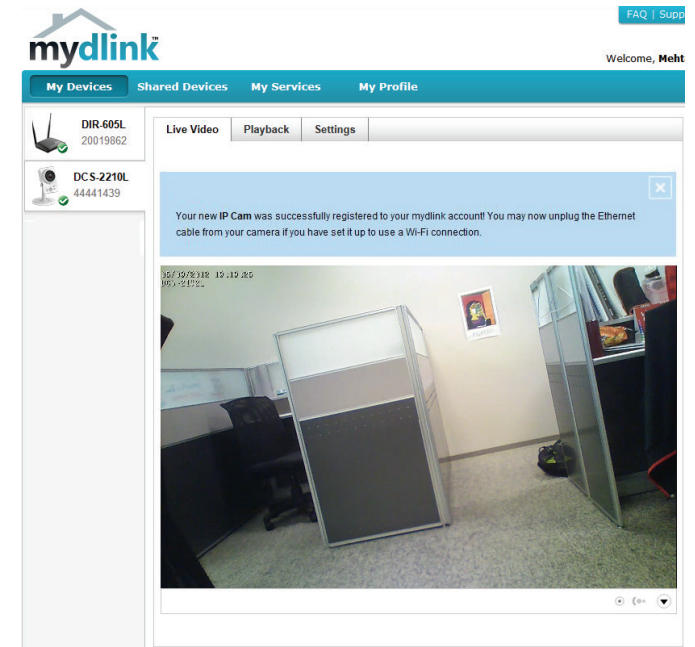 FAQ | Supp
mydlink
Welcome, Mehta
My Devices Shared Devices My Services My Profile
DIR-605L
20019862
DCS-2210L
44441439
Live Video Playback Settings
Your new IP Cam was successfully registered to your mydlink account! You may now unplug the Ethernet
cable from your camera if you have set it up to use a Wi-Fi connection.